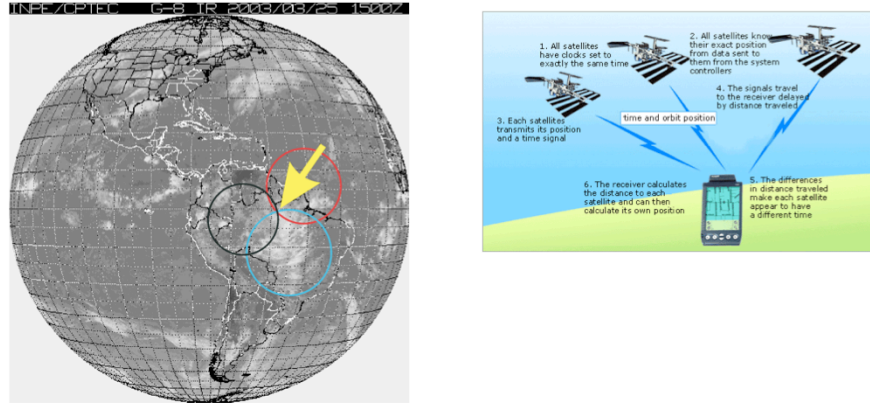 INPE/CPTEC G-8 IR 2003/03/25 1500Z
1. All satellites
have clocks set to
exactly the same time
2. All satellites know
their exact position
from data sent to
them from the system
controllers
3. Each satellites
transmits its position
and a time signal
time and orbit position
4. The signals travel
to the receiver delayed
by distance traveled
5. The differences
in distance traveled
make each satellite
appear to have
a different time
6. The receiver calculates
the distance to each
satellite and can then
calculate its own position